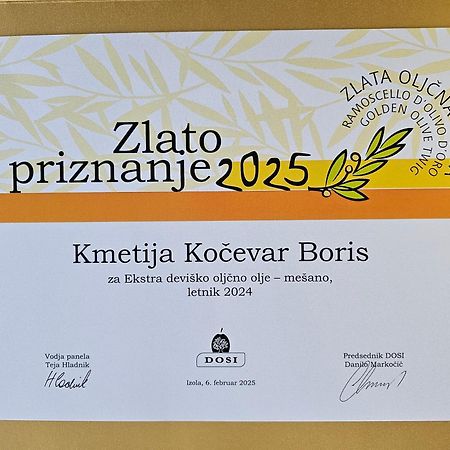 ZLATA OLJČNA
RAMOSCELLO D'OLIVO D'ORO
GOLDEN OLIVE TWIG
Zlato
priznanje 2025
Kmetija Kočevar Boris
za Ekstra deviško oljčno olje – mešano,
letnik 2024
Vodja panela
Teja Hladnik
DOSI
Izola, 6. februar 2025
Predsednik DOSI
Danilo Markočič